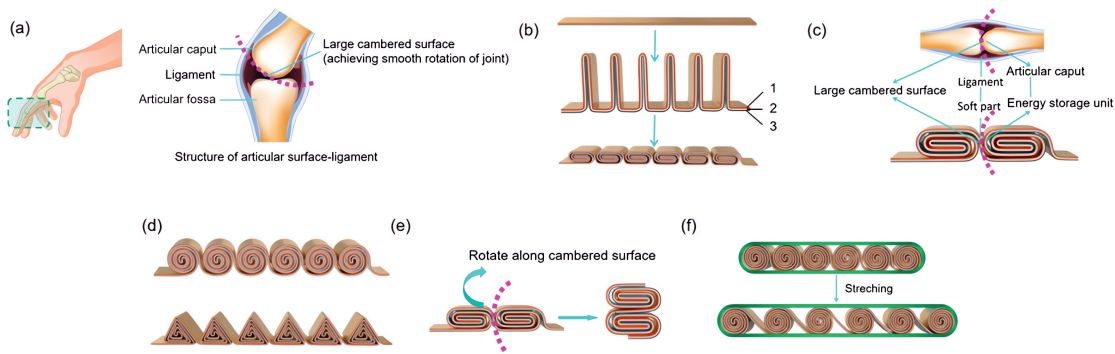 (a)
Articular caput
Ligament
Articular fossa
Large cambered surface
(achieving smooth rotation of joint)
Structure of articular surface-ligament
(b)
1
2
3
(c)
Large cambered surface
Ligament
Soft part
Articular caput
Energy storage unit
(d)
(e)
Rotate along cambered surface
(f)
Streching